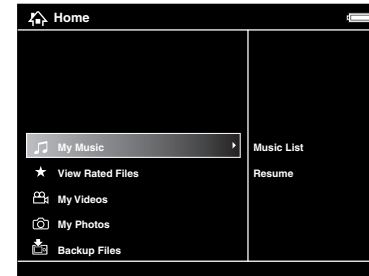 Home
My Music
Music List
View Rated Files
Resume
My Videos
My Photos
Backup Files